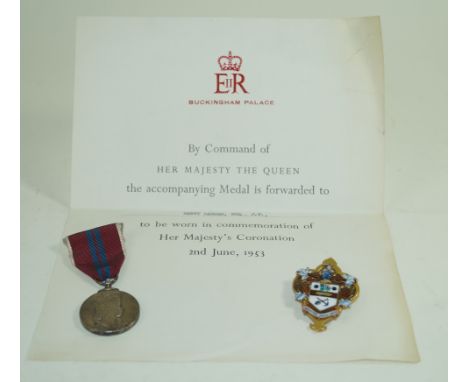 EIIR
BUCKINGHAM PALACE
By Command of
HER MAJESTY THE QUEEN
the accompanying Medal is forwarded to
to be worn in commemoration of
Her Majesty's Coronation
2nd June, 1953